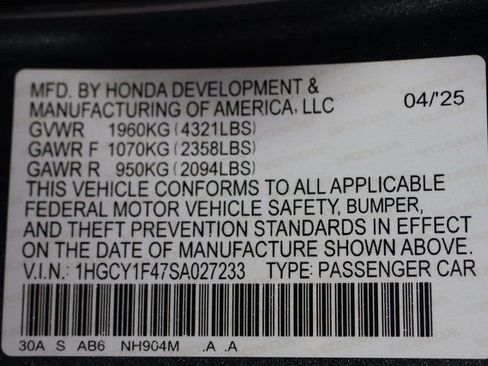 MFD. BY HONDA DEVELOPMENT &
MANUFACTURING OF AMERICA, LLC 04/'25
GVWR 1960KG (4321LBS)
GAWR F 1070KG (2358LBS)
GAWR R 950KG (2094LBS)
THIS VEHICLE CONFORMS TO ALL APPLICABLE
FEDERAL MOTOR VEHICLE SAFETY, BUMPER,
AND THEFT PREVENTION STANDARDS IN EFFECT
ON THE DATE OF MANUFACTURE SHOWN ABOVE.
V.I.N.: 1HGCY1F47SA027233 TYPE: PASSENGER CAR
30A S AB6 NH904M .A .A